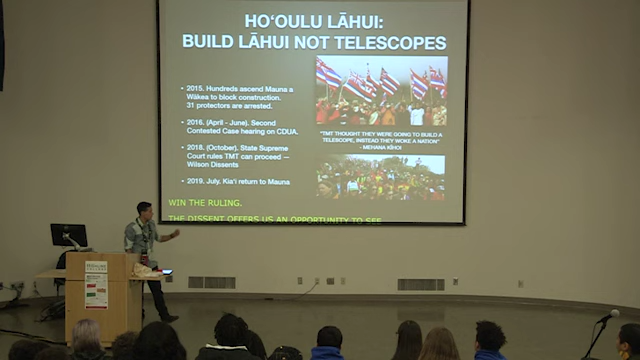 HOʻOULU LĀHUI:
BUILD LĀHUI NOT TELESCOPES
• 2015. Hundreds ascend Mauna a
Wākea to block construction.
31 protectors are arrested.
• 2016. (April - June). Second
Contested Case hearing on CDUA.
• 2018. (October). State Supreme
Court rules TMT can proceed —
Wilson Dissents
• 2019. July, Kiaʻi return to Mauna
"TMT THOUGHT THEY WERE GOING TO BUILD A
TELESCOPE, INSTEAD THEY WOKE A NATION"
- MEHANA KIHOI
WIN THE RULING.
THE DISSENT OFFERS US AN OPPORTUNITY TO SEE